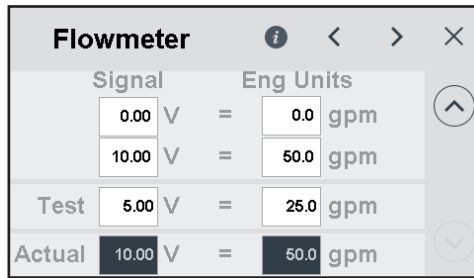 Flowmeter i < > ×
Signal Eng Units
0.00 V = 0.0 gpm
10.00 V = 50.0 gpm
Test 5.00 V = 25.0 gpm
Actual 10.00 V = 50.0 gpm